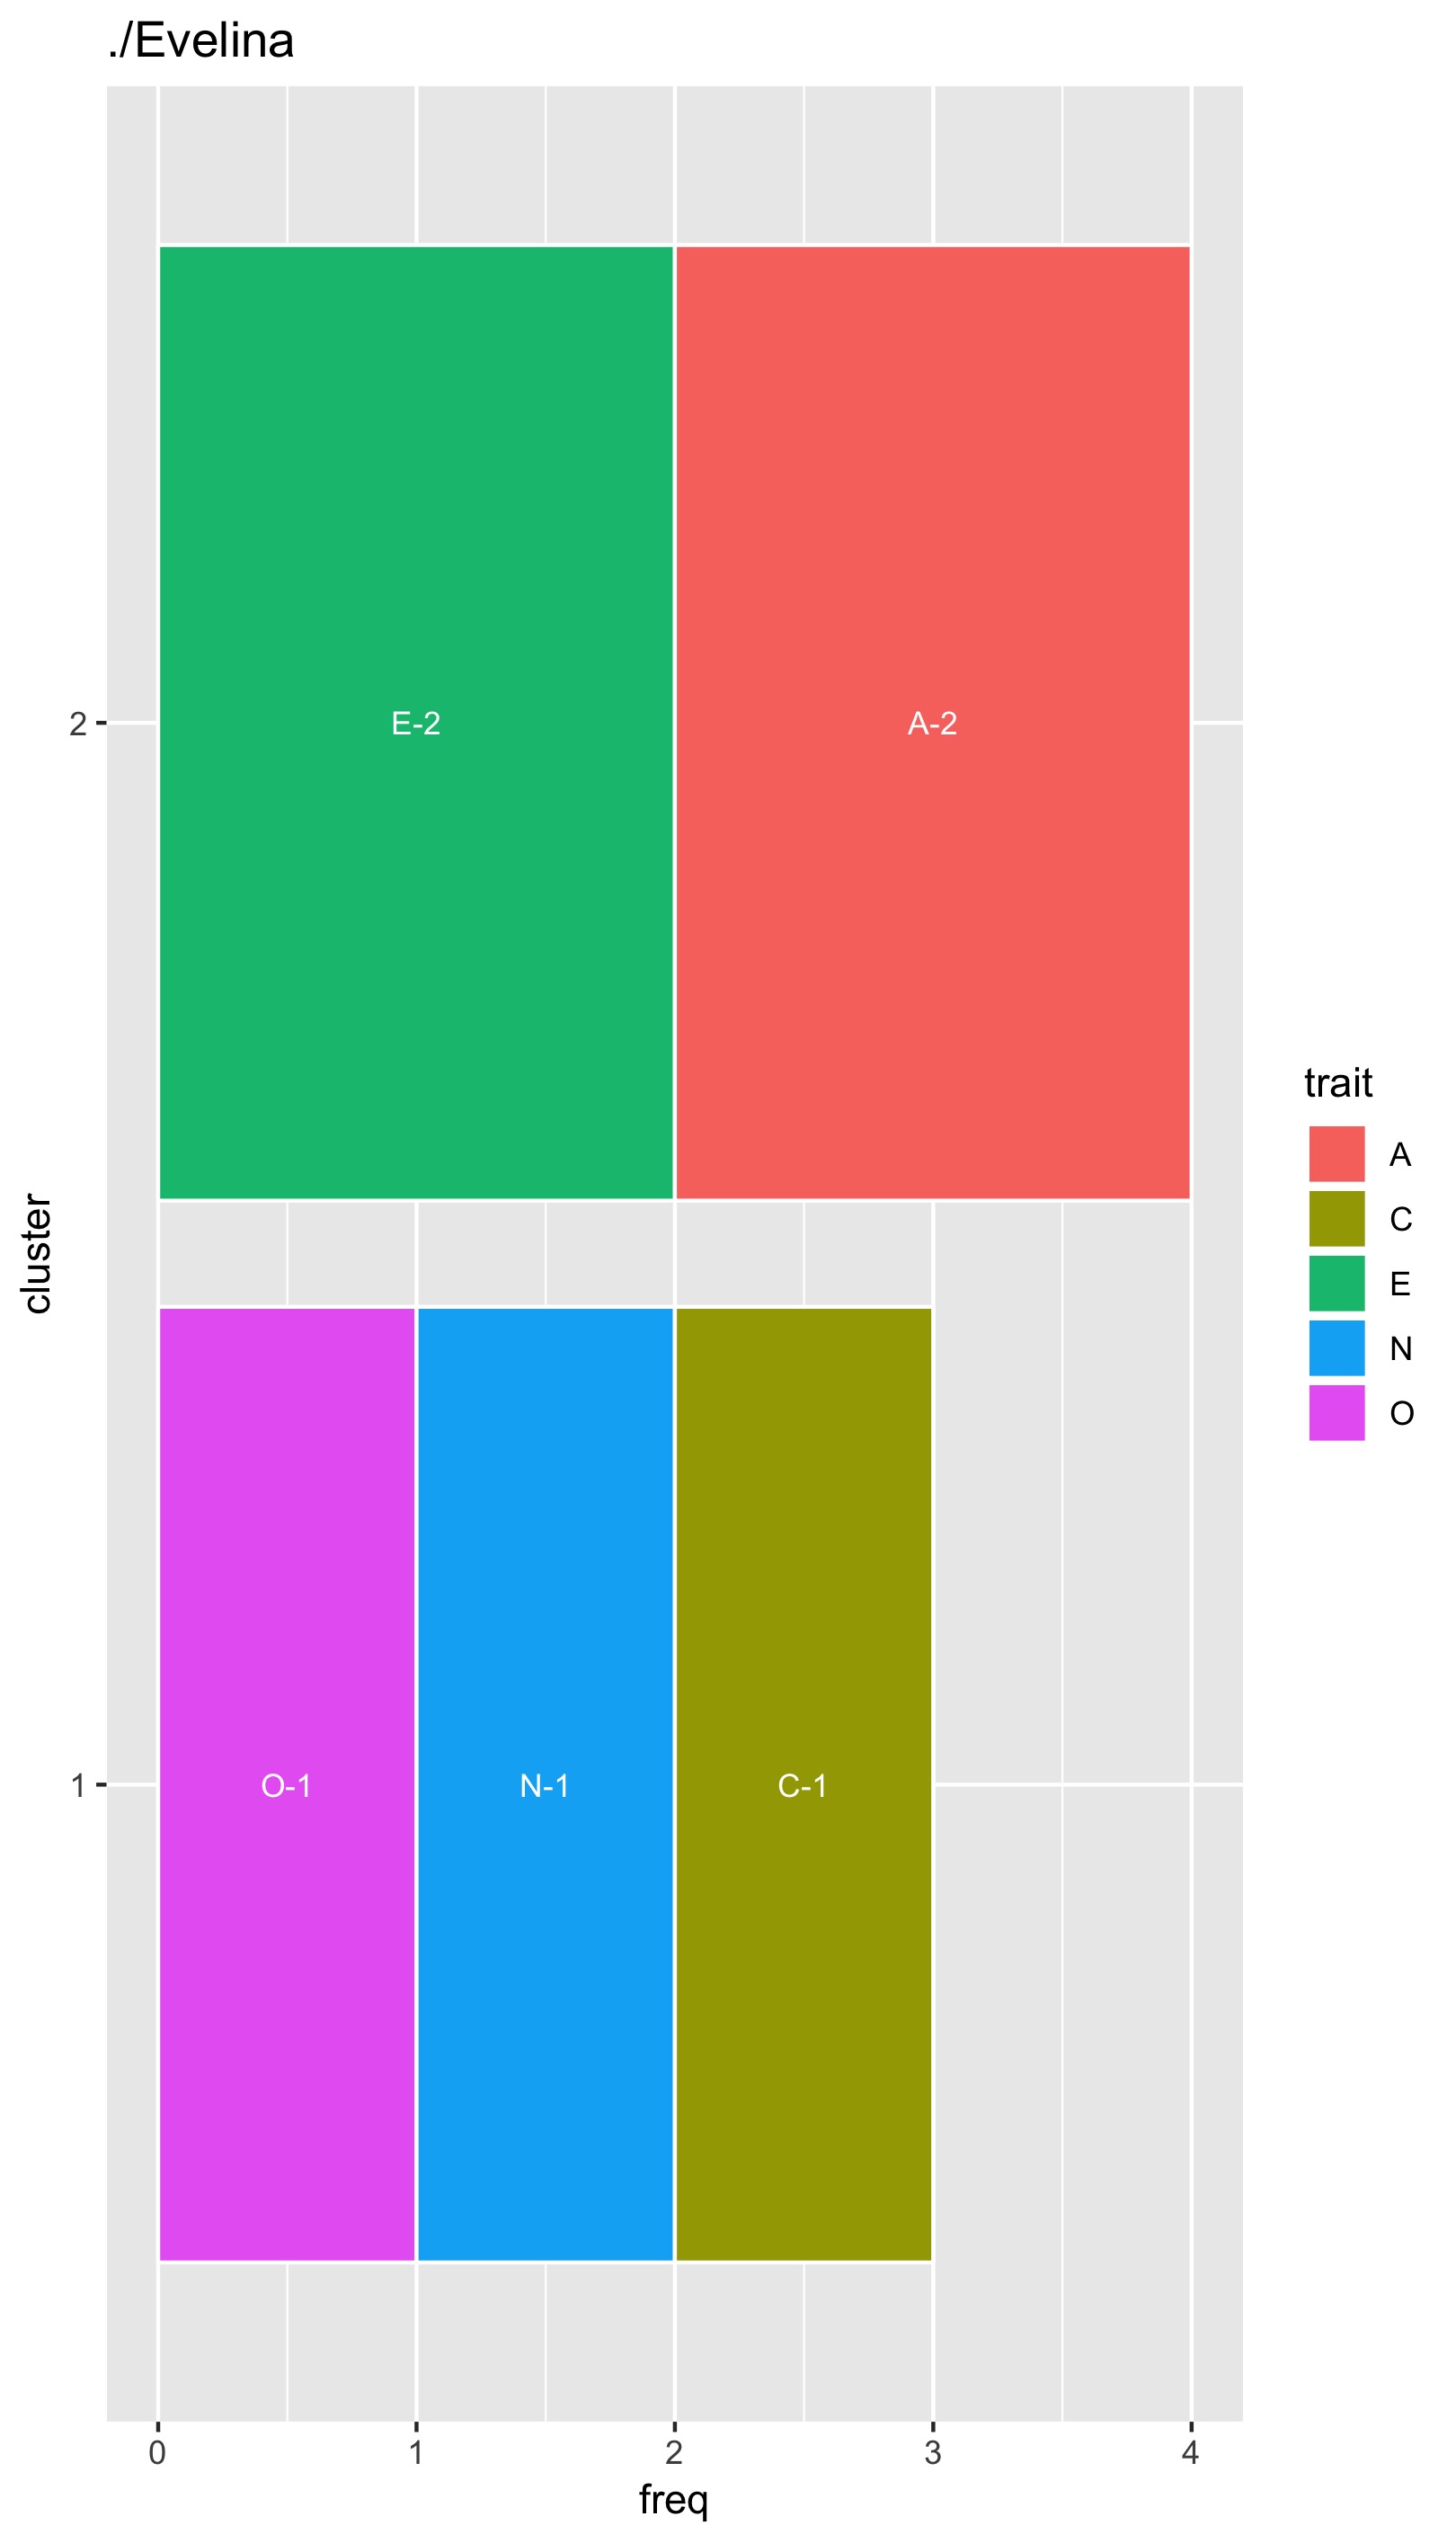 ./Evelina
cluster
2
E-2
A-2
trait
A
C
E
N
O
1
O-1
N-1
C-1
0
1
2
3
4
freq